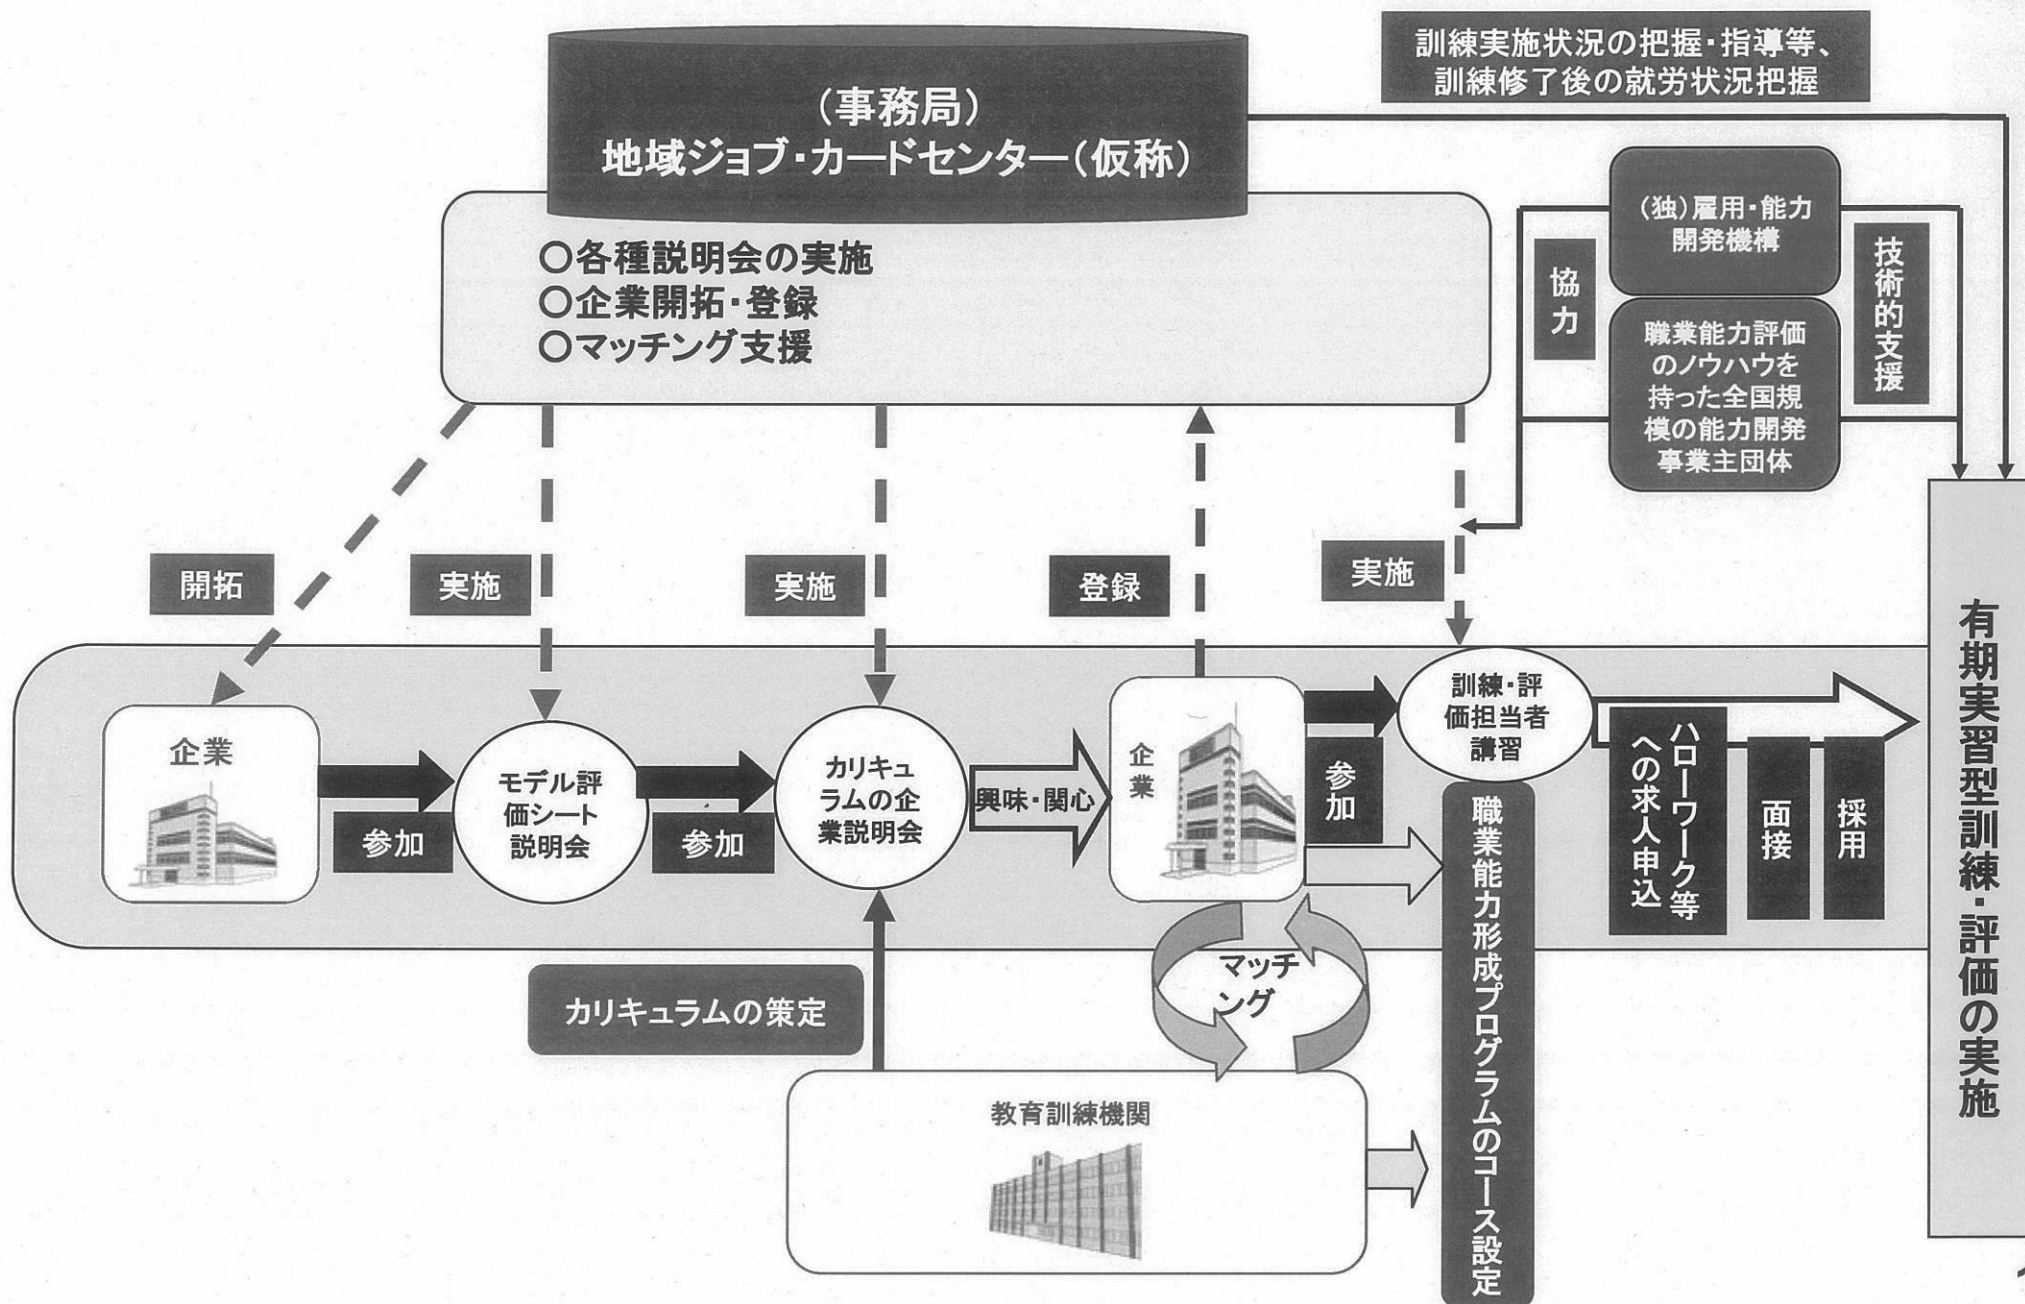 訓練実施状況の把握・指導等、
訓練修了後の就労状況把握
(事務局)
地域ジョブ・カードセンター(仮称)
○各種説明会の実施
○企業開拓・登録
○マッチング支援
(独)雇用・能力
開発機構
協力
技術的支援
職業能力評価
のノウハウを
持った全国規
模の能力開発
事業主団体
開拓
実施
実施
登録
実施
企業
参加
モデル評
価シート
説明会
参加
カリキュ
ラムの企
業説明会
興味・関心
企業
参加
訓練・評
価担当者
講習
ハローワーク等
への求人申込
面接
採用
有期実習型訓練・評価の実施
カリキュラムの策定
マッチ
ング
職業能力形成プログラムのコース設定
教育訓練機関